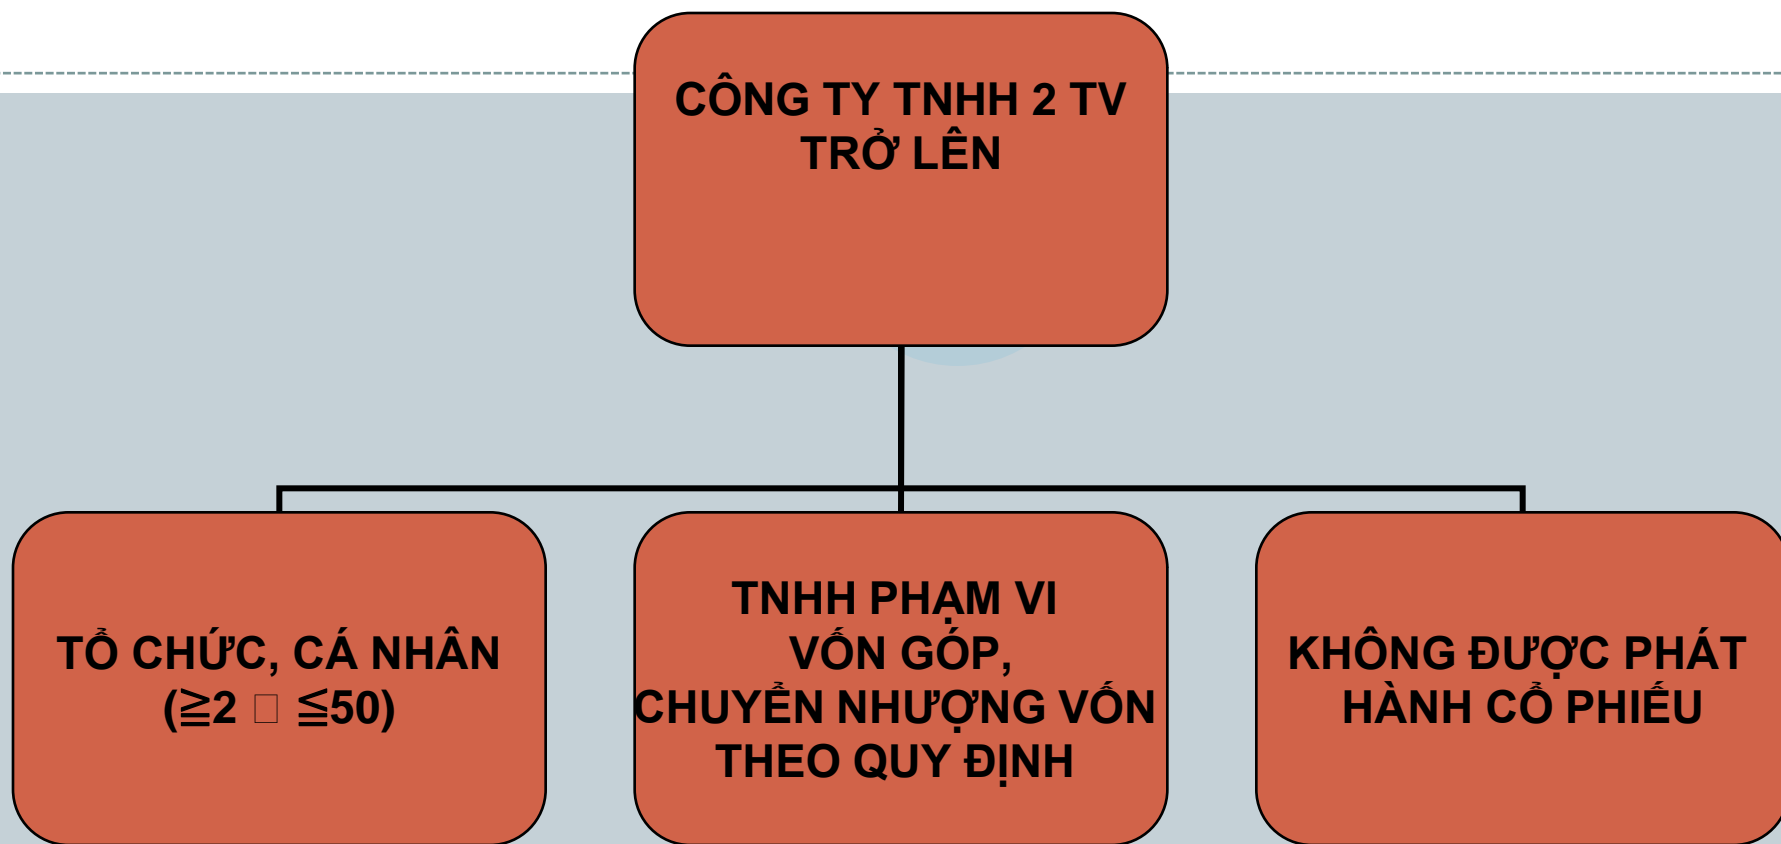 CÔNG TY TNHH 2 TV
TRỞ LÊN
TỔ CHỨC, CÁ NHÂN
(≧2 □ ≦50)
TNHH PHẠM VI
VỐN GÓP,
CHUYỂN NHƯỢNG VỐN
THEO QUY ĐỊNH
KHÔNG ĐƯỢC PHÁT
HÀNH CỔ PHIẾU